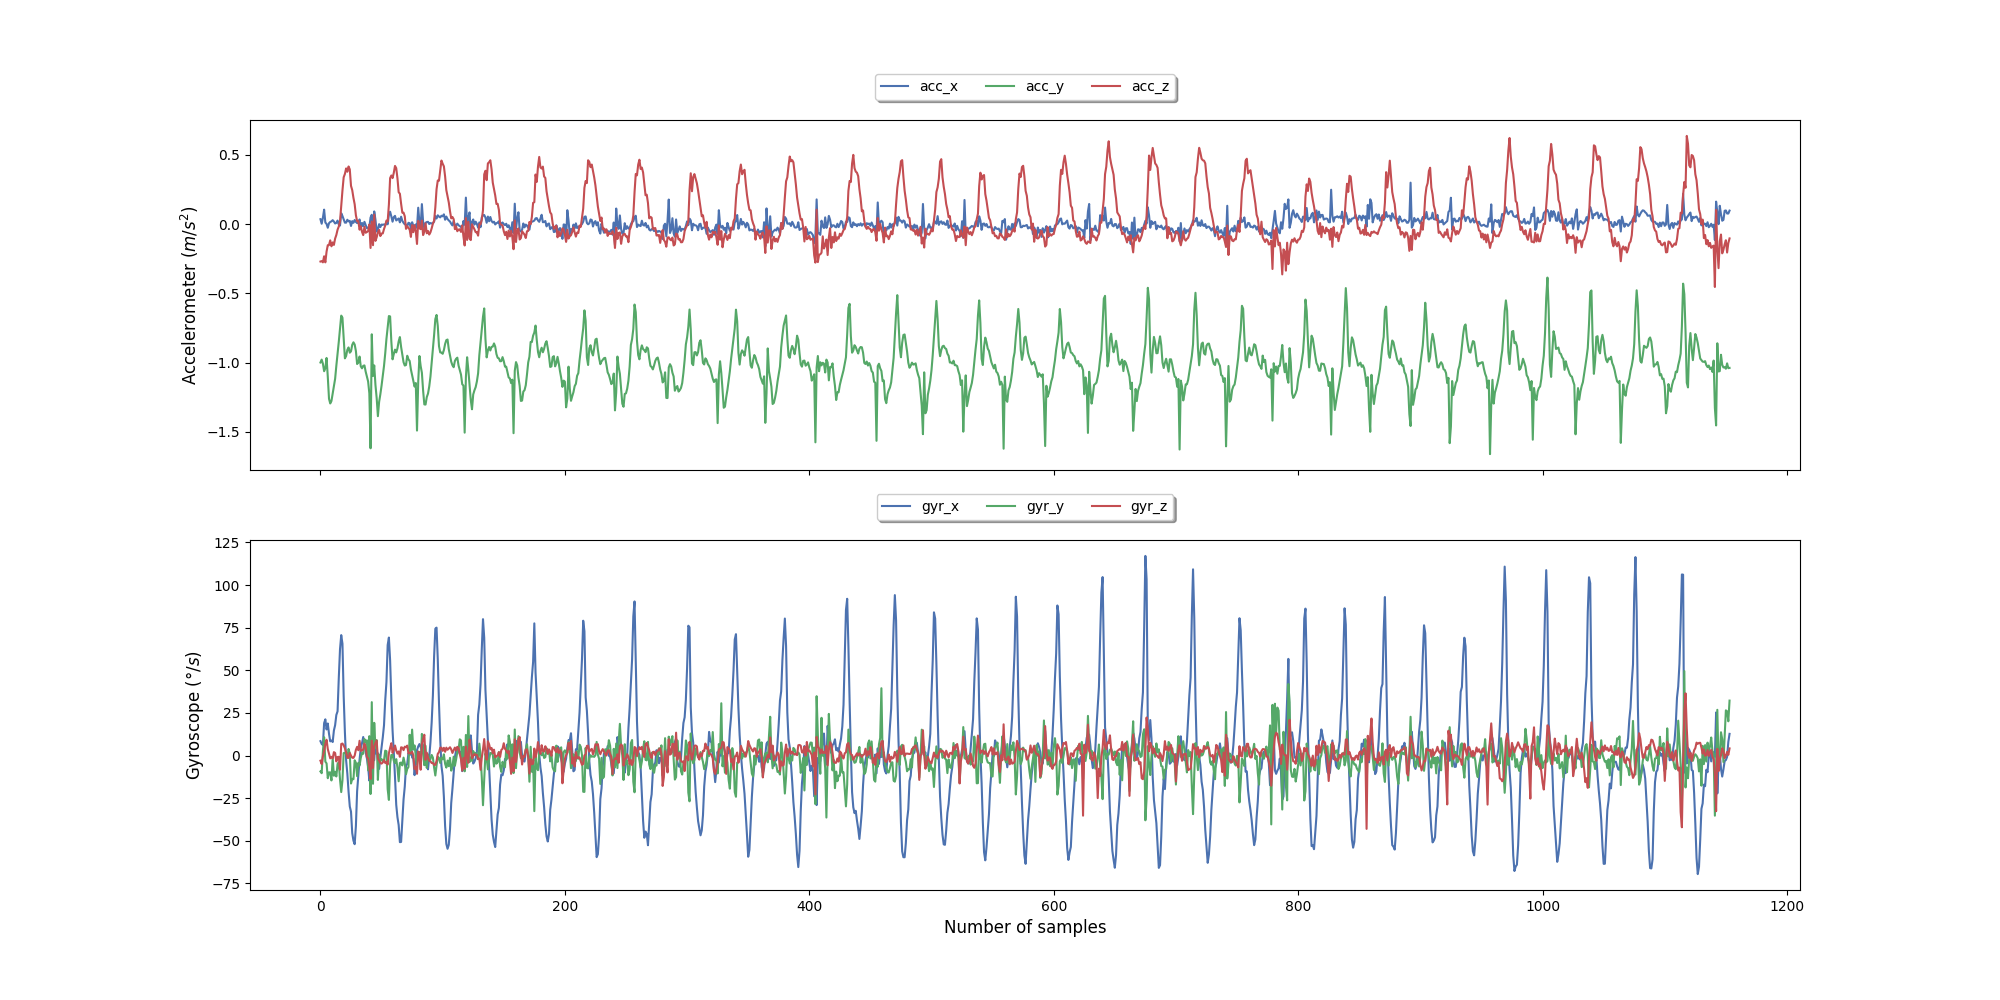 acc_x acc_y acc_z
Accelerometer (m/s²)
0.5
0.0
−0.5
−1.0
−1.5
gyr_x gyr_y gyr_z
Gyroscope (°/s)
125
100
75
50
25
0
−25
−50
−75
0 200 400 600 800 1000 1200
Number of samples